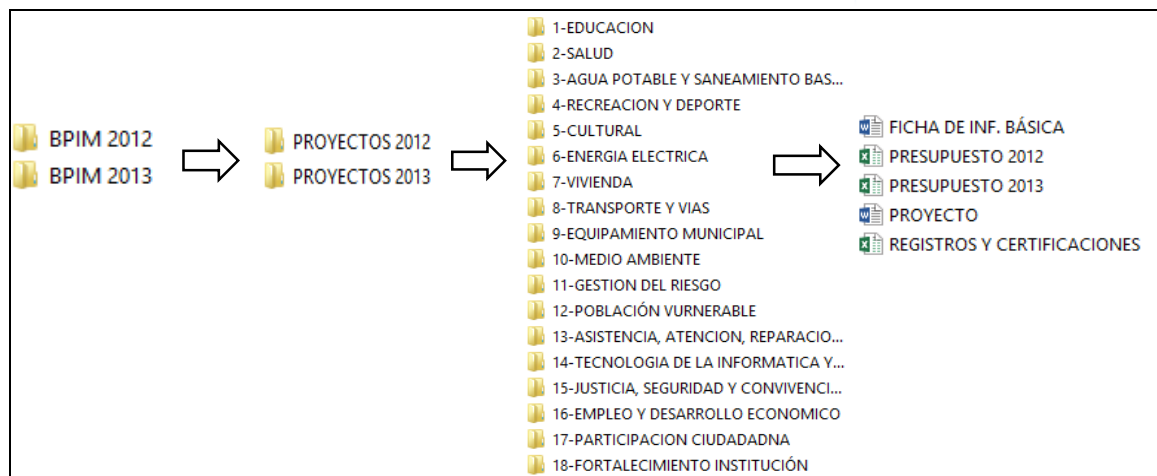 BPIM 2012
BPIM 2013
PROYECTOS 2012
PROYECTOS 2013
1-EDUCACION
2-SALUD
3-AGUA POTABLE Y SANEAMIENTO BAS...
4-RECREACION Y DEPORTE
5-CULTURAL
6-ENERGIA ELECTRICA
7-VIVIENDA
8-TRANSPORTE Y VIAS
9-EQUIPAMIENTO MUNICIPAL
10-MEDIO AMBIENTE
11-GESTION DEL RIESGO
12-POBLACIÓN VURNERABLE
13-ASISTENCIA, ATENCION, REPARACIO...
14-TECNOLOGIA DE LA INFORMATICA Y...
15-JUSTICIA, SEGURIDAD Y CONVIVENCI...
16-EMPLEO Y DESARROLLO ECONOMICO
17-PARTICIPACION CIUDADADNA
18-FORTALECIMIENTO INSTITUCIÓN
FICHA DE INF. BÁSICA
PRESUPUESTO 2012
PRESUPUESTO 2013
PROYECTO
REGISTROS Y CERTIFICACIONES